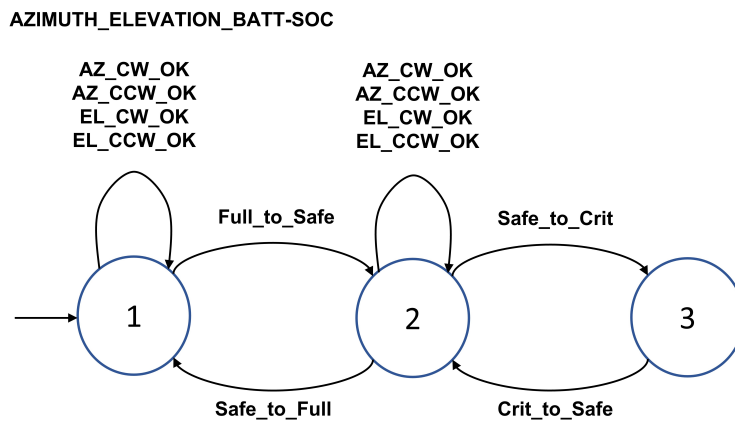 AZIMUTH_ELEVATION_BATT-SOC
AZ_CW_OK
AZ_CCW_OK
EL_CW_OK
EL_CCW_OK
AZ_CW_OK
AZ_CCW_OK
EL_CW_OK
EL_CCW_OK
Full_to_Safe
Safe_to_Crit
1
2
3
Safe_to_Full
Crit_to_Safe